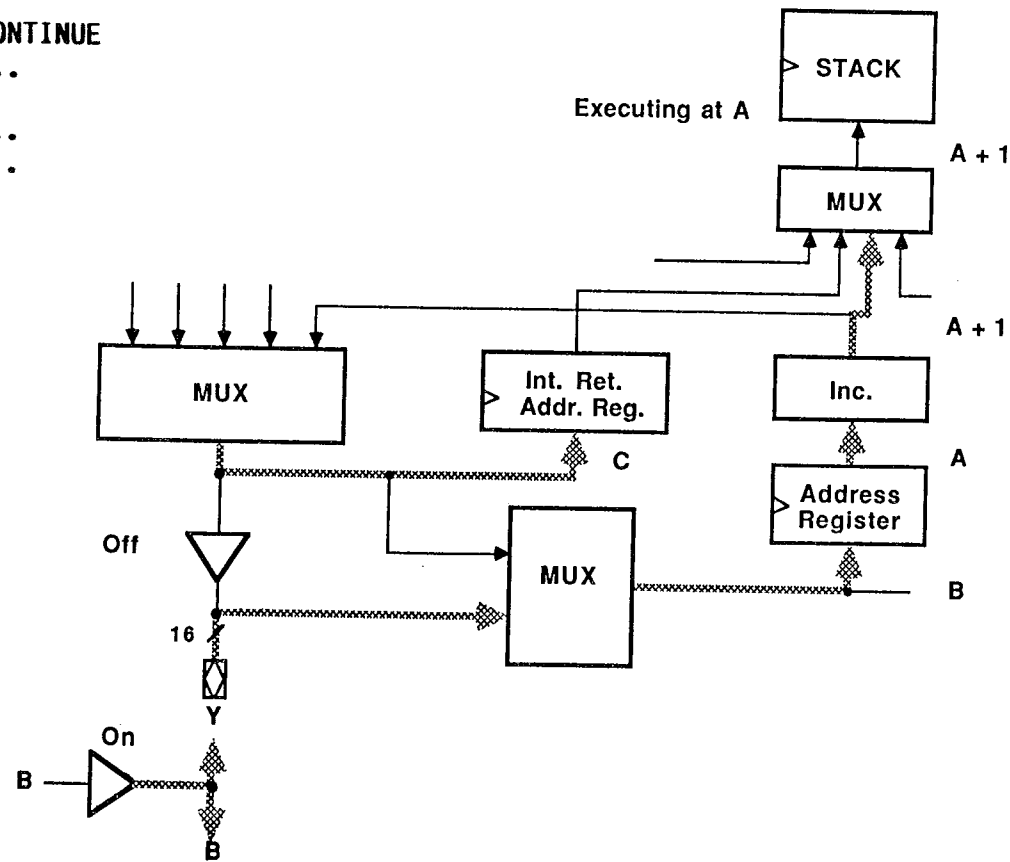 ONTINUE
..
..
.
STACK
Executing at A
A + 1
MUX
A + 1
MUX
Int. Ret.
Addr. Reg.
Inc.
C
A
Address
Register
Off
MUX
B
16
Y
On
B
B